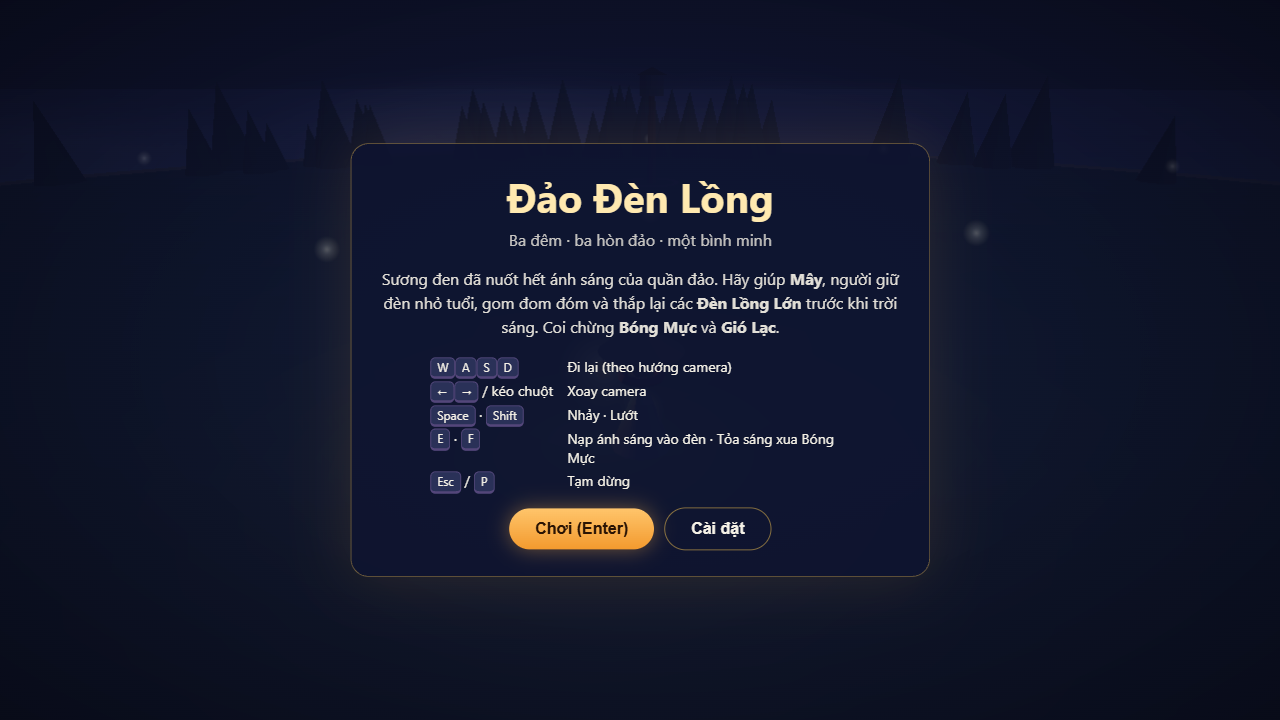 Đảo Đèn Lồng
Ba đêm · ba hòn đảo · một bình minh
Sương đen đã nuốt hết ánh sáng của quần đảo. Hãy giúp Mây, người giữ
đèn nhỏ tuổi, gom đom đóm và thắp lại các Đèn Lồng Lớn trước khi trời
sáng. Coi chừng Bóng Mực và Gió Lạc.
W A S D Đi lại (theo hướng camera)
← → / kéo chuột Xoay camera
Space · Shift Nhảy · Lướt
E · F Nạp ánh sáng vào đèn · Tỏa sáng xua Bóng
Mực
Esc / P Tạm dừng
Chơi (Enter) Cài đặt